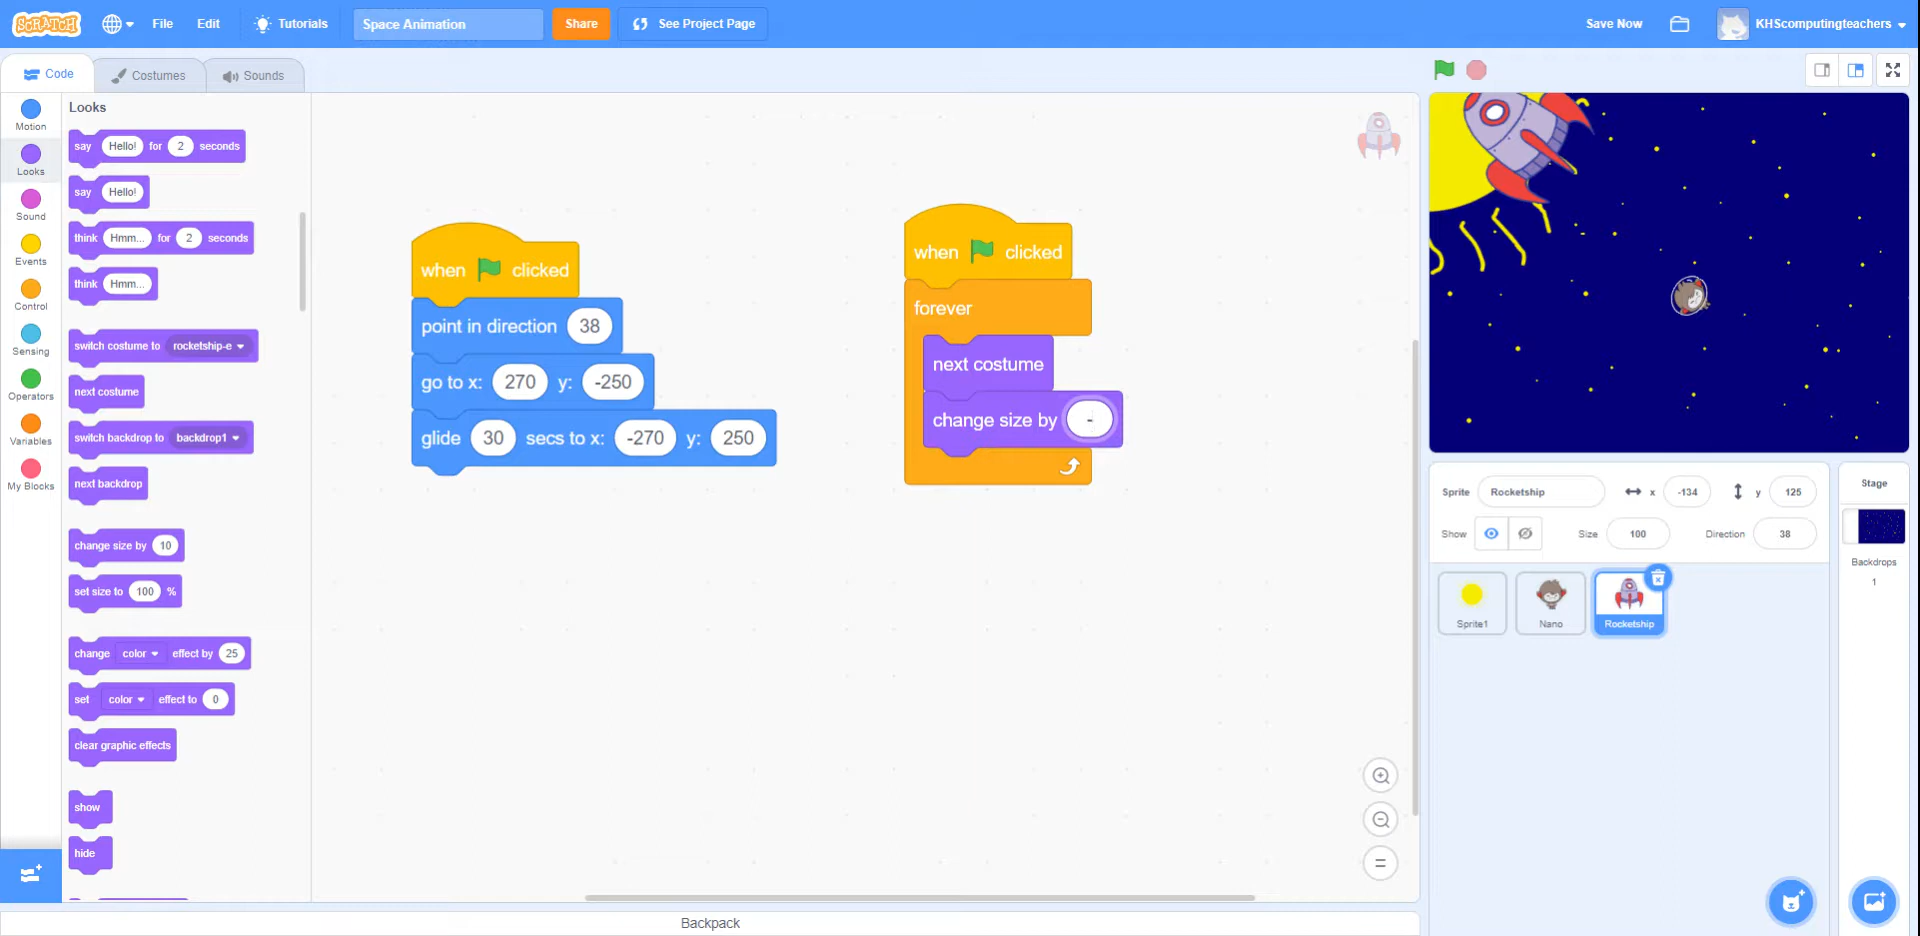 SCRATCH File Edit Tutorials Space Animation Share See Project Page Save Now KHScomputingteachers
Code Costumes Sounds
Motion
Looks
Sound
Events
Control
Sensing
Operators
Variables
My Blocks
Looks
say Hello! for 2 seconds
say Hello!
think Hmm... for 2 seconds
think Hmm...
switch costume to rocketship-e
next costume
switch backdrop to backdrop1
next backdrop
change size by 10
set size to 100 %
change color effect by 25
set color effect to 0
clear graphic effects
show
hide
when clicked
point in direction 38
go to x: 270 y: -250
glide 30 secs to x: -270 y: 250
when clicked
forever
next costume
change size by -
Sprite Rocketship x -134 y 125
Show Size 100 Direction 38
Sprite1 Nano Rocketship
Stage
Backdrops
1
Backpack